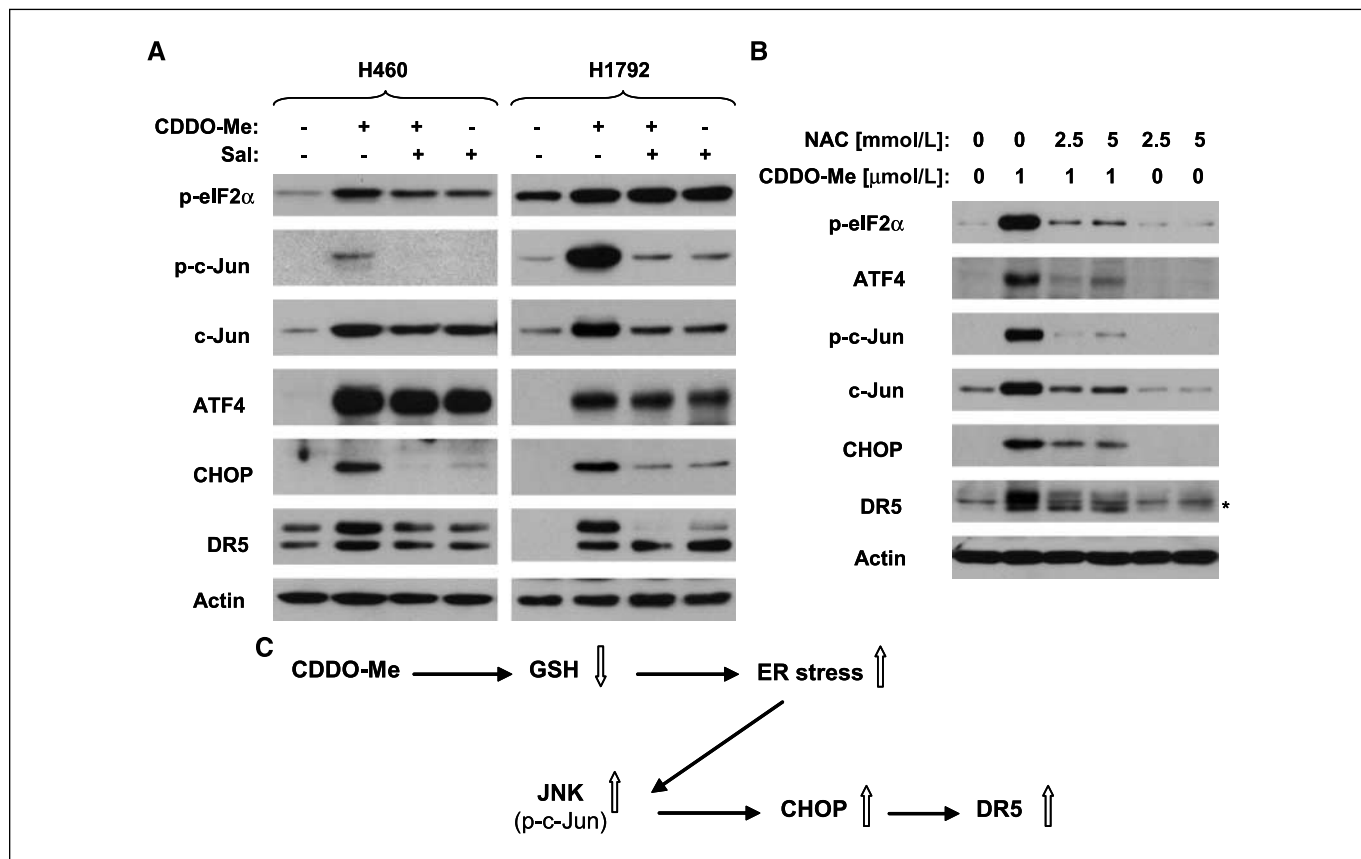 A
H460
H1792
CDDO-Me: - + + - - + + -
Sal: - - + + - - + +
p-eIF2α
p-c-Jun
c-Jun
ATF4
CHOP
DR5
Actin
B
NAC [mmol/L]: 0 0 2.5 5 2.5 5
CDDO-Me [μmol/L]: 0 1 1 1 0 0
p-eIF2α
ATF4
p-c-Jun
c-Jun
CHOP
DR5 *
Actin
C
CDDO-Me GSH ER stress
JNK
(p-c-Jun)
CHOP DR5